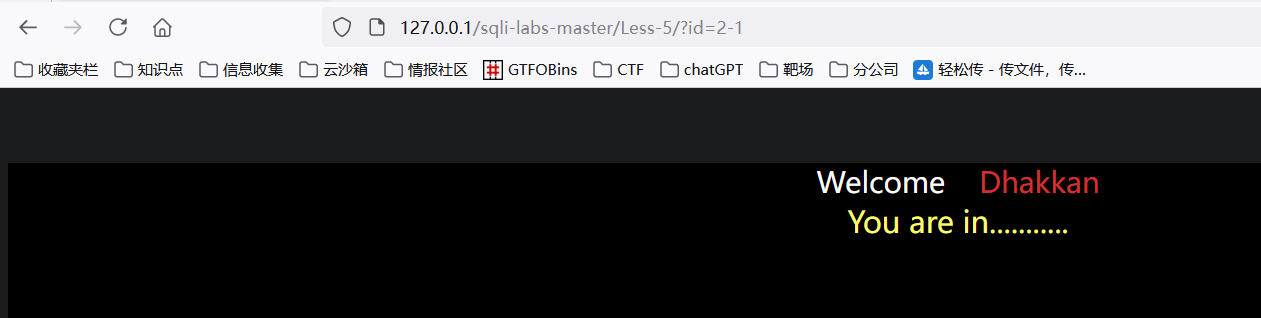 127.0.0.1/sqli-labs-master/Less-5/?id=2-1
收藏夹栏 知识点 信息收集 云沙箱 情报社区 GTFOBins CTF chatGPT 靶场 分公司 轻松传 - 传文件，传...
Welcome Dhakkan
You are in...........